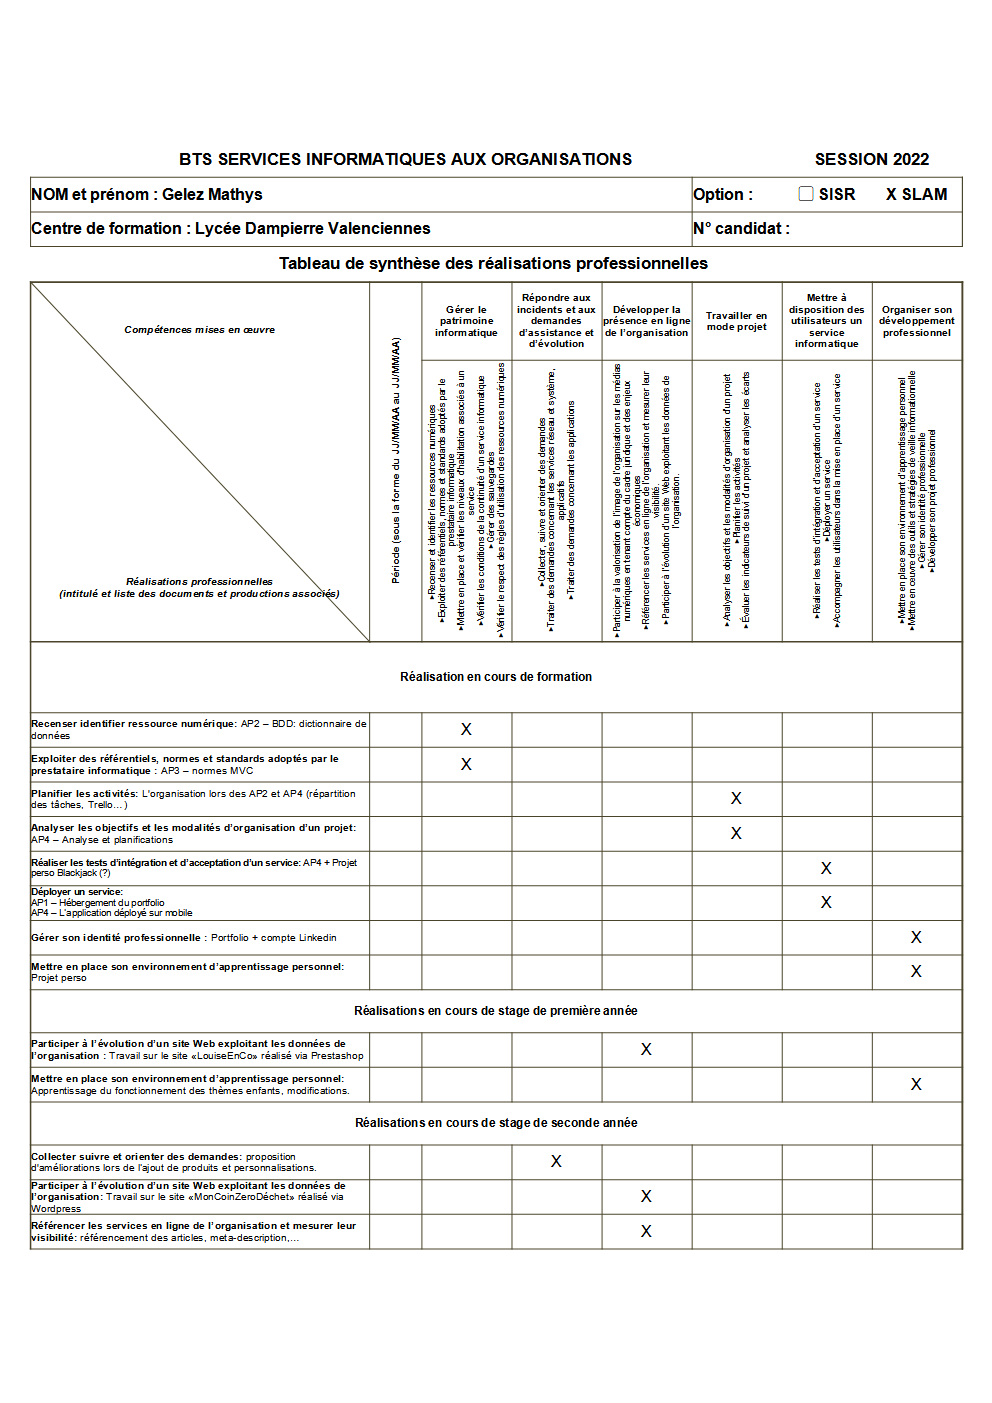 BTS SERVICES INFORMATIQUES AUX ORGANISATIONS SESSION 2022
NOM et prénom : Gelez Mathys Option : SISR X SLAM
Centre de formation : Lycée Dampierre Valenciennes N° candidat :
Tableau de synthèse des réalisations professionnelles
Compétences mises en œuvre
Réalisations professionnelles
(intitulé et liste des documents et productions associés)
Période (sous la forme du JJ/MM/AA au JJ/MM/AA)
Gérer le
patrimoine
informatique
Répondre aux
incidents et aux
demandes
d'assistance et
d'évolution
Développer la
présence en ligne
de l'organisation
Travailler en
mode projet
Mettre à
disposition des
utilisateurs un
service
informatique
Organiser son
développement
professionnel
▸Recenser et identifier les ressources numériques
▸Exploiter des référentiels, normes et standards adoptés par le
prestataire informatique
▸Mettre en place et vérifier les niveaux d'habilitation associés à un
service
▸Vérifier les conditions de la continuité d'un service informatique
▸Gérer des sauvegardes
▸Vérifier le respect des règles d'utilisation des ressources numériques
▸Collecter, suivre et orienter des demandes
▸Traiter des demandes concernant les services réseau et système,
applicatifs
▸Traiter des demandes concernant les applications
▸Participer à la valorisation de l'image de l'organisation sur les médias
numériques en tenant compte du cadre juridique et des enjeux
économiques
▸Référencer les services en ligne de l'organisation et mesurer leur
visibilité.
▸Participer à l'évolution d'un site Web exploitant les données de
l'organisation.
▸Analyser les objectifs et les modalités d'organisation d'un projet
▸Planifier les activités
▸Évaluer les indicateurs de suivi d'un projet et analyser les écarts
▸Réaliser les tests d'intégration et d'acceptation d'un service
▸Déployer un service
▸Accompagner les utilisateurs dans la mise en place d'un service
▸Mettre en place son environnement d'apprentissage personnel
▸Mettre en œuvre des outils et stratégies de veille informationnelle
▸Gérer son identité professionnelle
▸Développer son projet professionnel
Réalisation en cours de formation
Recenser identifier ressource numérique: AP2 – BDD: dictionnaire de
données X
Exploiter des référentiels, normes et standards adoptés par le
prestataire informatique : AP3 – normes MVC X
Planifier les activités: L'organisation lors des AP2 et AP4 (répartition
des tâches, Trello…) X
Analyser les objectifs et les modalités d'organisation d'un projet:
AP4 – Analyse et planifications X
Réaliser les tests d'intégration et d'acceptation d'un service: AP4 + Projet
perso Blackjack (?) X
Déployer un service:
AP1 – Hébergement du portfolio X
AP4 – L'application déployé sur mobile
Gérer son identité professionnelle : Portfolio + compte Linkedin X
Mettre en place son environnement d'apprentissage personnel:
Projet perso X
Réalisations en cours de stage de première année
Participer à l'évolution d'un site Web exploitant les données de
l'organisation : Travail sur le site «LouiseEnCo» réalisé via Prestashop X
Mettre en place son environnement d'apprentissage personnel:
Apprentissage du fonctionnement des thèmes enfants, modifications. X
Réalisations en cours de stage de seconde année
Collecter suivre et orienter des demandes: proposition
d'améliorations lors de l'ajout de produits et personnalisations. X
Participer à l'évolution d'un site Web exploitant les données de
l'organisation: Travail sur le site «MonCoinZeroDéchet» réalisé via X
Wordpress
Référencer les services en ligne de l'organisation et mesurer leur
visibilité: référencement des articles, meta-description,… X